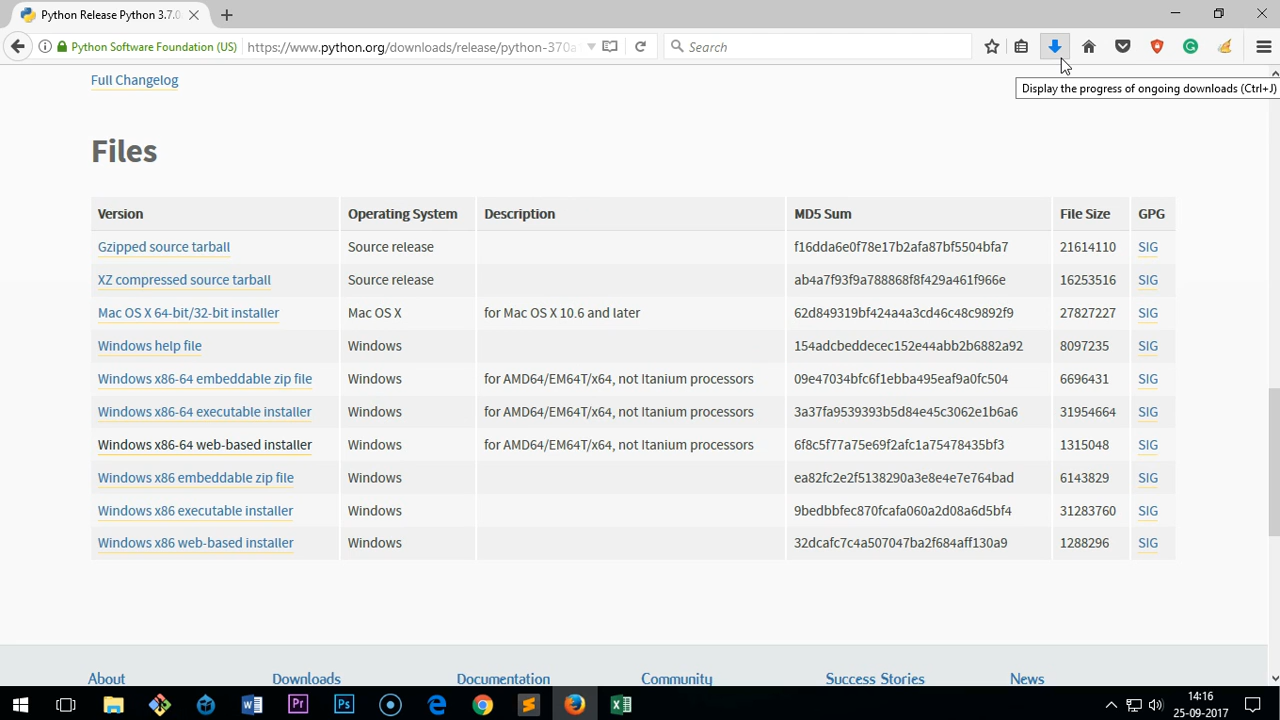 Python Release Python 3.7.0
Python Software Foundation (US)
https://www.python.org/downloads/release/python-370a
Search
Display the progress of ongoing downloads (Ctrl+J)
Full Changelog
Files
Version Operating System Description MD5 Sum File Size GPG
Gzipped source tarball Source release f16dda6e0f78e17b2afa87bf5504bfa7 21614110 SIG
XZ compressed source tarball Source release ab4a7f93f9a788868f8f429a461f966e 16253516 SIG
Mac OS X 64-bit/32-bit installer Mac OS X for Mac OS X 10.6 and later 62d849319bf424a4a3cd46c48c9892f9 27827227 SIG
Windows help file Windows 154adcbeddecec152e44abb2b6882a92 8097235 SIG
Windows x86-64 embeddable zip file Windows for AMD64/EM64T/x64, not Itanium processors 09e47034bfc6f1ebba495eaf9a0fc504 6696431 SIG
Windows x86-64 executable installer Windows for AMD64/EM64T/x64, not Itanium processors 3a37fa9539393b5d84e45c3062e1b6a6 31954664 SIG
Windows x86-64 web-based installer Windows for AMD64/EM64T/x64, not Itanium processors 6f8c5f77a75e69f2afc1a75478435bf3 1315048 SIG
Windows x86 embeddable zip file Windows ea82fc2e2f5138290a3e8e4e7e764bad 6143829 SIG
Windows x86 executable installer Windows 9bedbbfec870fcafa060a2d08a6d5bf4 31283760 SIG
Windows x86 web-based installer Windows 32dcafc7c4a507047ba2f684aff130a9 1288296 SIG
About Downloads Documentation Community Success Stories News
Pr Ps
14:16
25-09-2017